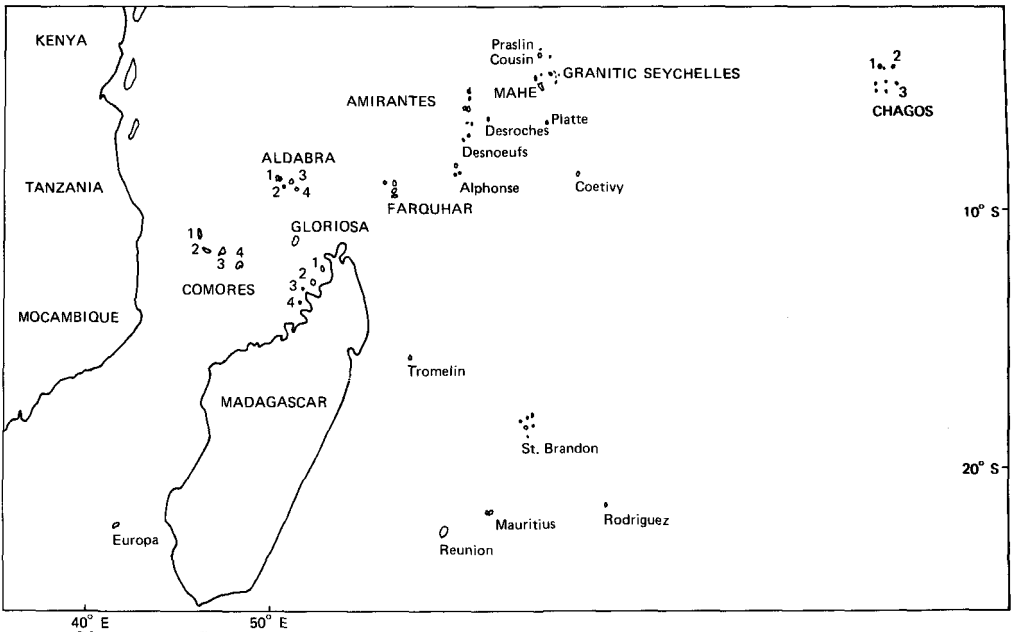 KENYA
Praslin
Cousin
GRANITIC SEYCHELLES
MAHE
1 2
3
CHAGOS
AMIRANTES
Platte
Desroches
Desnoeufs
ALDABRA
1 3
2 4
TANZANIA
Alphonse
Coetivy
FARQUHAR
10° S
GLORIOSA
1
2 4
3
COMORES
1
2
3
4
MOCAMBIQUE
Tromelin
MADAGASCAR
St. Brandon
20° S
Mauritius
Rodriguez
Europa
Reunion
40° E
50° E